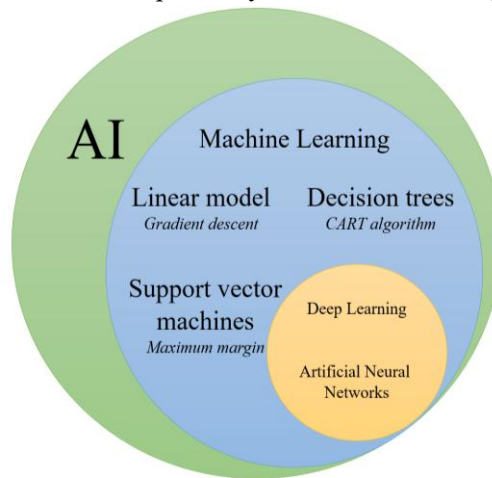 AI
Machine Learning
Linear model
Gradient descent
Decision trees
CART algorithm
Support vector
machines
Maximum margin
Deep Learning
Artificial Neural
Networks